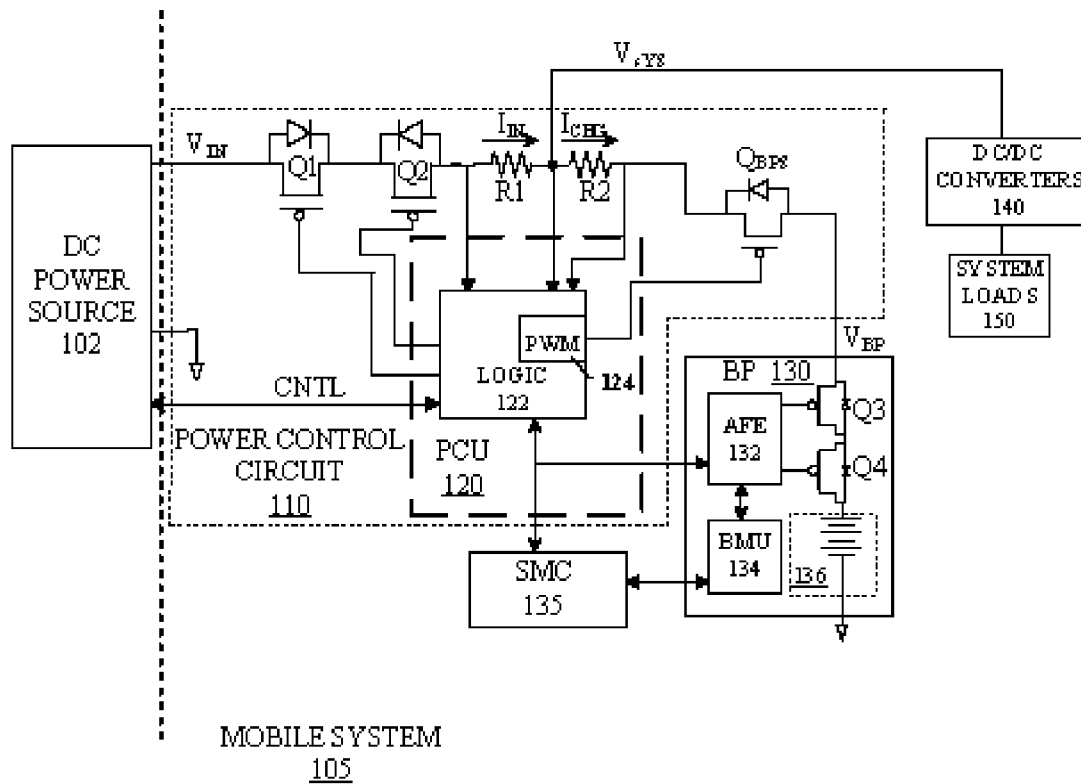 V_SYS
V_IN
I_IN
I_CHG
Q1
Q2
R1
R2
Q_BPS
DC/DC
CONVERTERS
140
SYSTEM
LOADS
150
DC
POWER
SOURCE
102
PWM
124
LOGIC
122
CNTL
POWER CONTROL
CIRCUIT
110
PCU
120
V_BP
BP 130
AFE
132
Q3
Q4
BMU
134
136
SMC
135
MOBILE SYSTEM
105